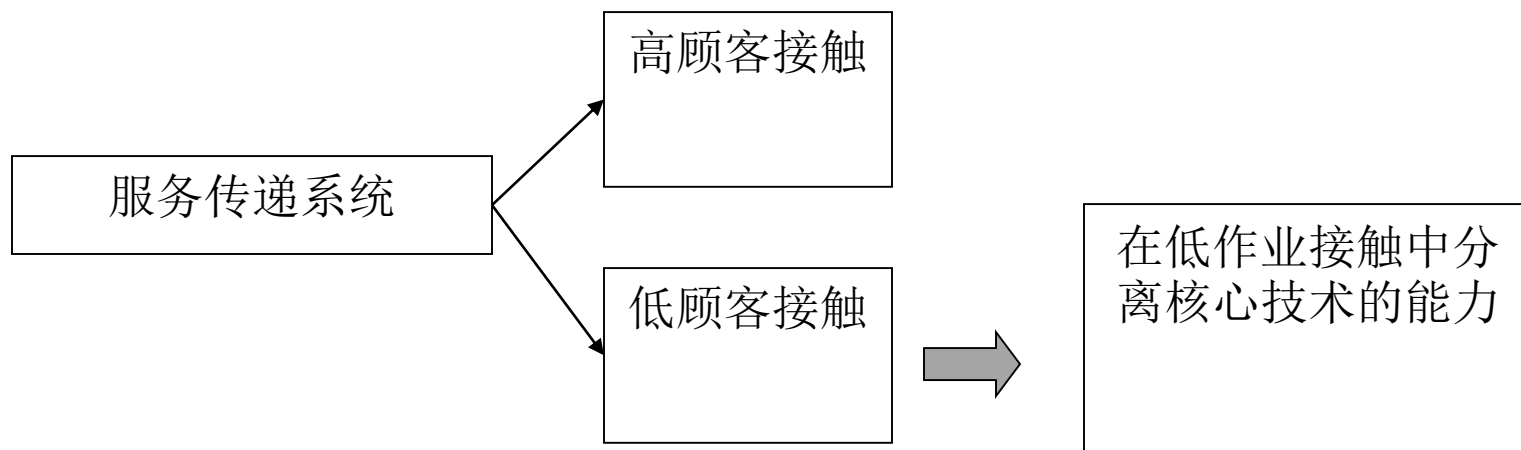 高顾客接触
服务传递系统
低顾客接触
在低作业接触中分
离核心技术的能力